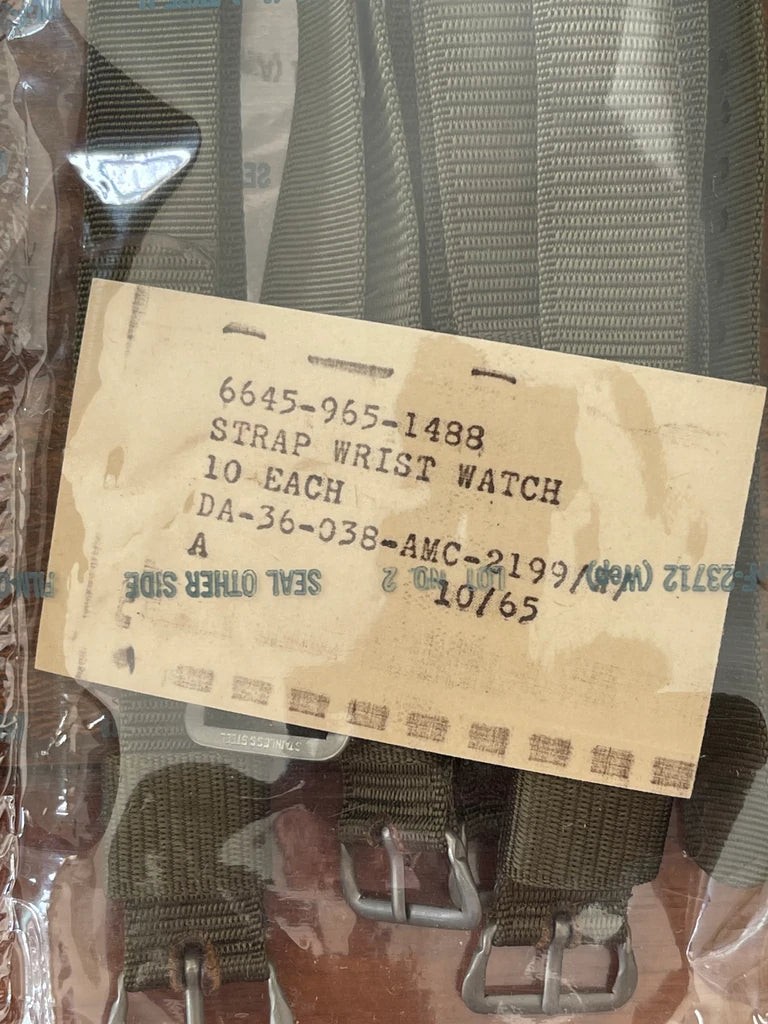 6645-965-1488
STRAP WRIST WATCH
10 EACH
DA-36-038-AMC-2199/
A
10/65
SEAL OTHER SIDE
LOT NO. 2
F-23712
STAINLESS STEEL